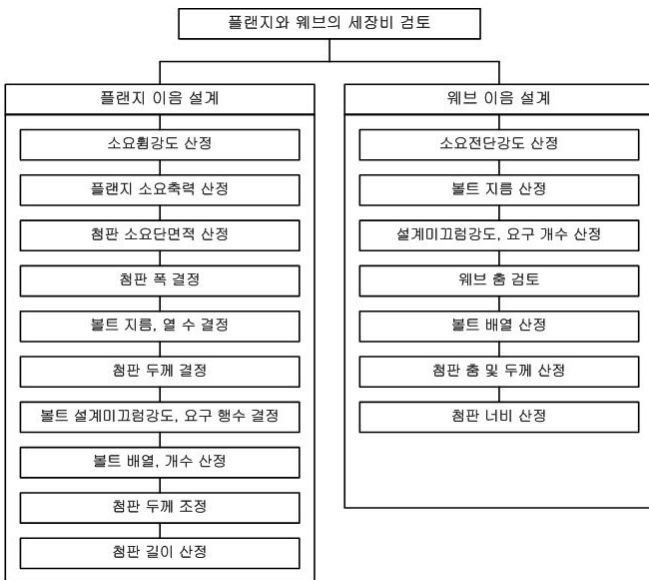 플랜지와 웨브의 세장비 검토
플랜지 이음 설계
소요휨강도 산정
플랜지 소요축력 산정
첨판 소요단면적 산정
첨판 폭 결정
볼트 지름, 열 수 결정
첨판 두께 결정
볼트 설계미끄럼강도, 요구 행수 결정
볼트 배열, 개수 산정
첨판 두께 조정
첨판 길이 산정
웨브 이음 설계
소요전단강도 산정
볼트 지름 산정
설계미끄럼강도, 요구 개수 산정
웨브 춤 검토
볼트 배열 산정
첨판 춤 및 두께 산정
첨판 너비 산정